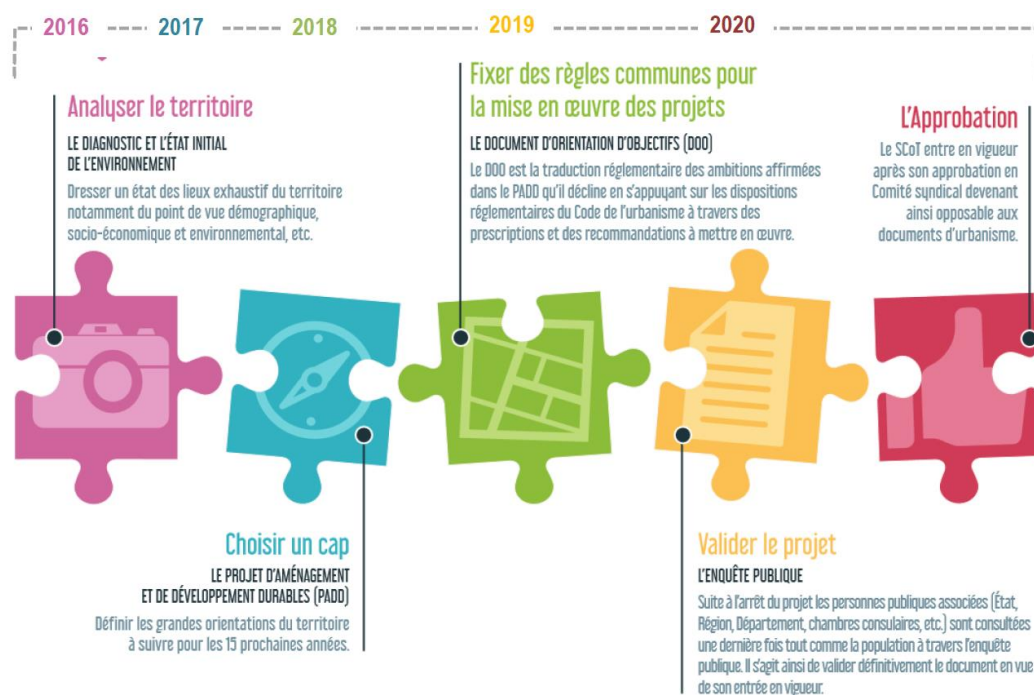 2016 2017 2018 2019 2020
Analyser le territoire
LE DIAGNOSTIC ET L'ÉTAT INITIAL
DE L'ENVIRONNEMENT
Dresser un état des lieux exhaustif du territoire
notamment du point de vue démographique,
socio-économique et environnemental, etc.
Fixer des règles communes pour
la mise en œuvre des projets
LE DOCUMENT D'ORIENTATION D'OBJECTIFS (DOO)
Le DOO est la traduction réglementaire des ambitions affirmées
dans le PADD qu'il décline en s'appuyant sur les dispositions
réglementaires du Code de l'urbanisme à travers des
prescriptions et des recommandations à mettre en œuvre.
L'Approbation
Le SCoT entre en vigueur
après son approbation en
Comité syndical devenant
ainsi opposable aux
documents d'urbanisme.
Choisir un cap
LE PROJET D'AMÉNAGEMENT
ET DE DÉVELOPPEMENT DURABLES (PADD)
Définir les grandes orientations du territoire
à suivre pour les 15 prochaines années.
Valider le projet
L'ENQUÊTE PUBLIQUE
Suite à l'arrêt du projet les personnes publiques associées (État,
Région, Département, chambres consulaires, etc.) sont consultées
une dernière fois tout comme la population à travers l'enquête
publique. Il s'agit ainsi de valider définitivement le document en vue
de son entrée en vigueur.